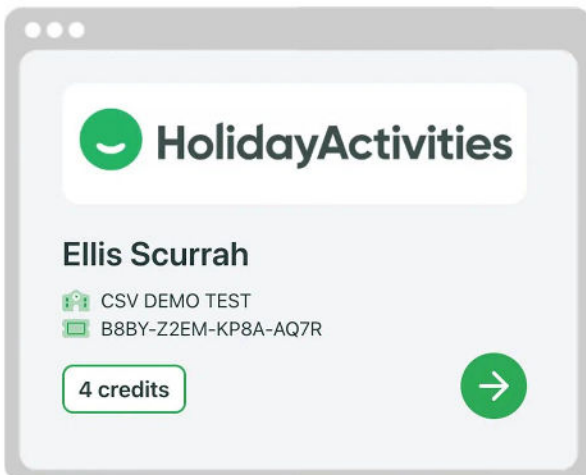 HolidayActivities
Ellis Scurrah
CSV DEMO TEST
B8BY-Z2EM-KP8A-AQ7R
4 credits